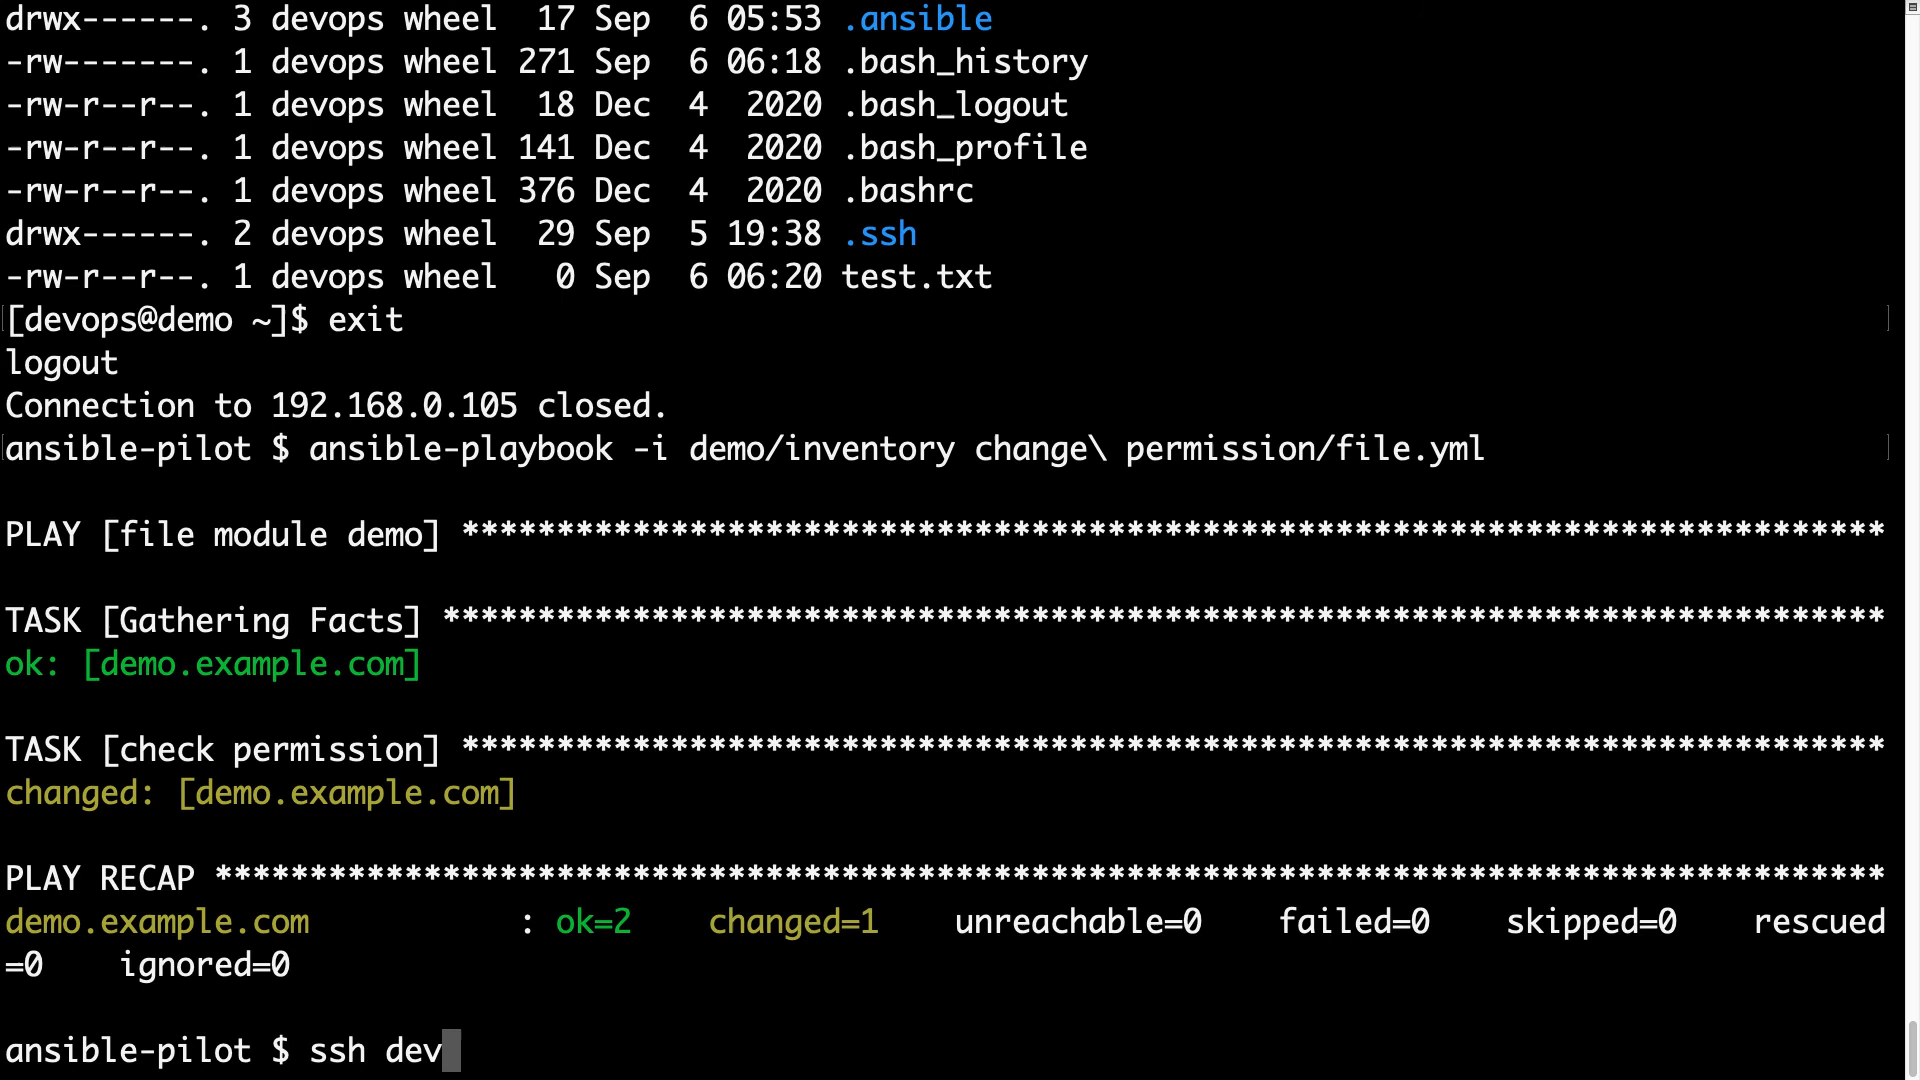 drwx------. 3 devops wheel  17 Sep  6 05:53 .ansible
-rw-------. 1 devops wheel 271 Sep  6 06:18 .bash_history
-rw-r--r--. 1 devops wheel  18 Dec  4  2020 .bash_logout
-rw-r--r--. 1 devops wheel 141 Dec  4  2020 .bash_profile
-rw-r--r--. 1 devops wheel 376 Dec  4  2020 .bashrc
drwx------. 2 devops wheel  29 Sep  5 19:38 .ssh
-rw-r--r--. 1 devops wheel   0 Sep  6 06:20 test.txt
[devops@demo ~]$ exit
logout
Connection to 192.168.0.105 closed.
ansible-pilot $ ansible-playbook -i demo/inventory change\ permission/file.yml
PLAY [file module demo] ***************************************************************************
TASK [Gathering Facts] ****************************************************************************
ok: [demo.example.com]
TASK [check permission] ***************************************************************************
changed: [demo.example.com]
PLAY RECAP ****************************************************************************************
demo.example.com           : ok=2    changed=1    unreachable=0    failed=0    skipped=0    rescued
=0    ignored=0
ansible-pilot $ ssh dev